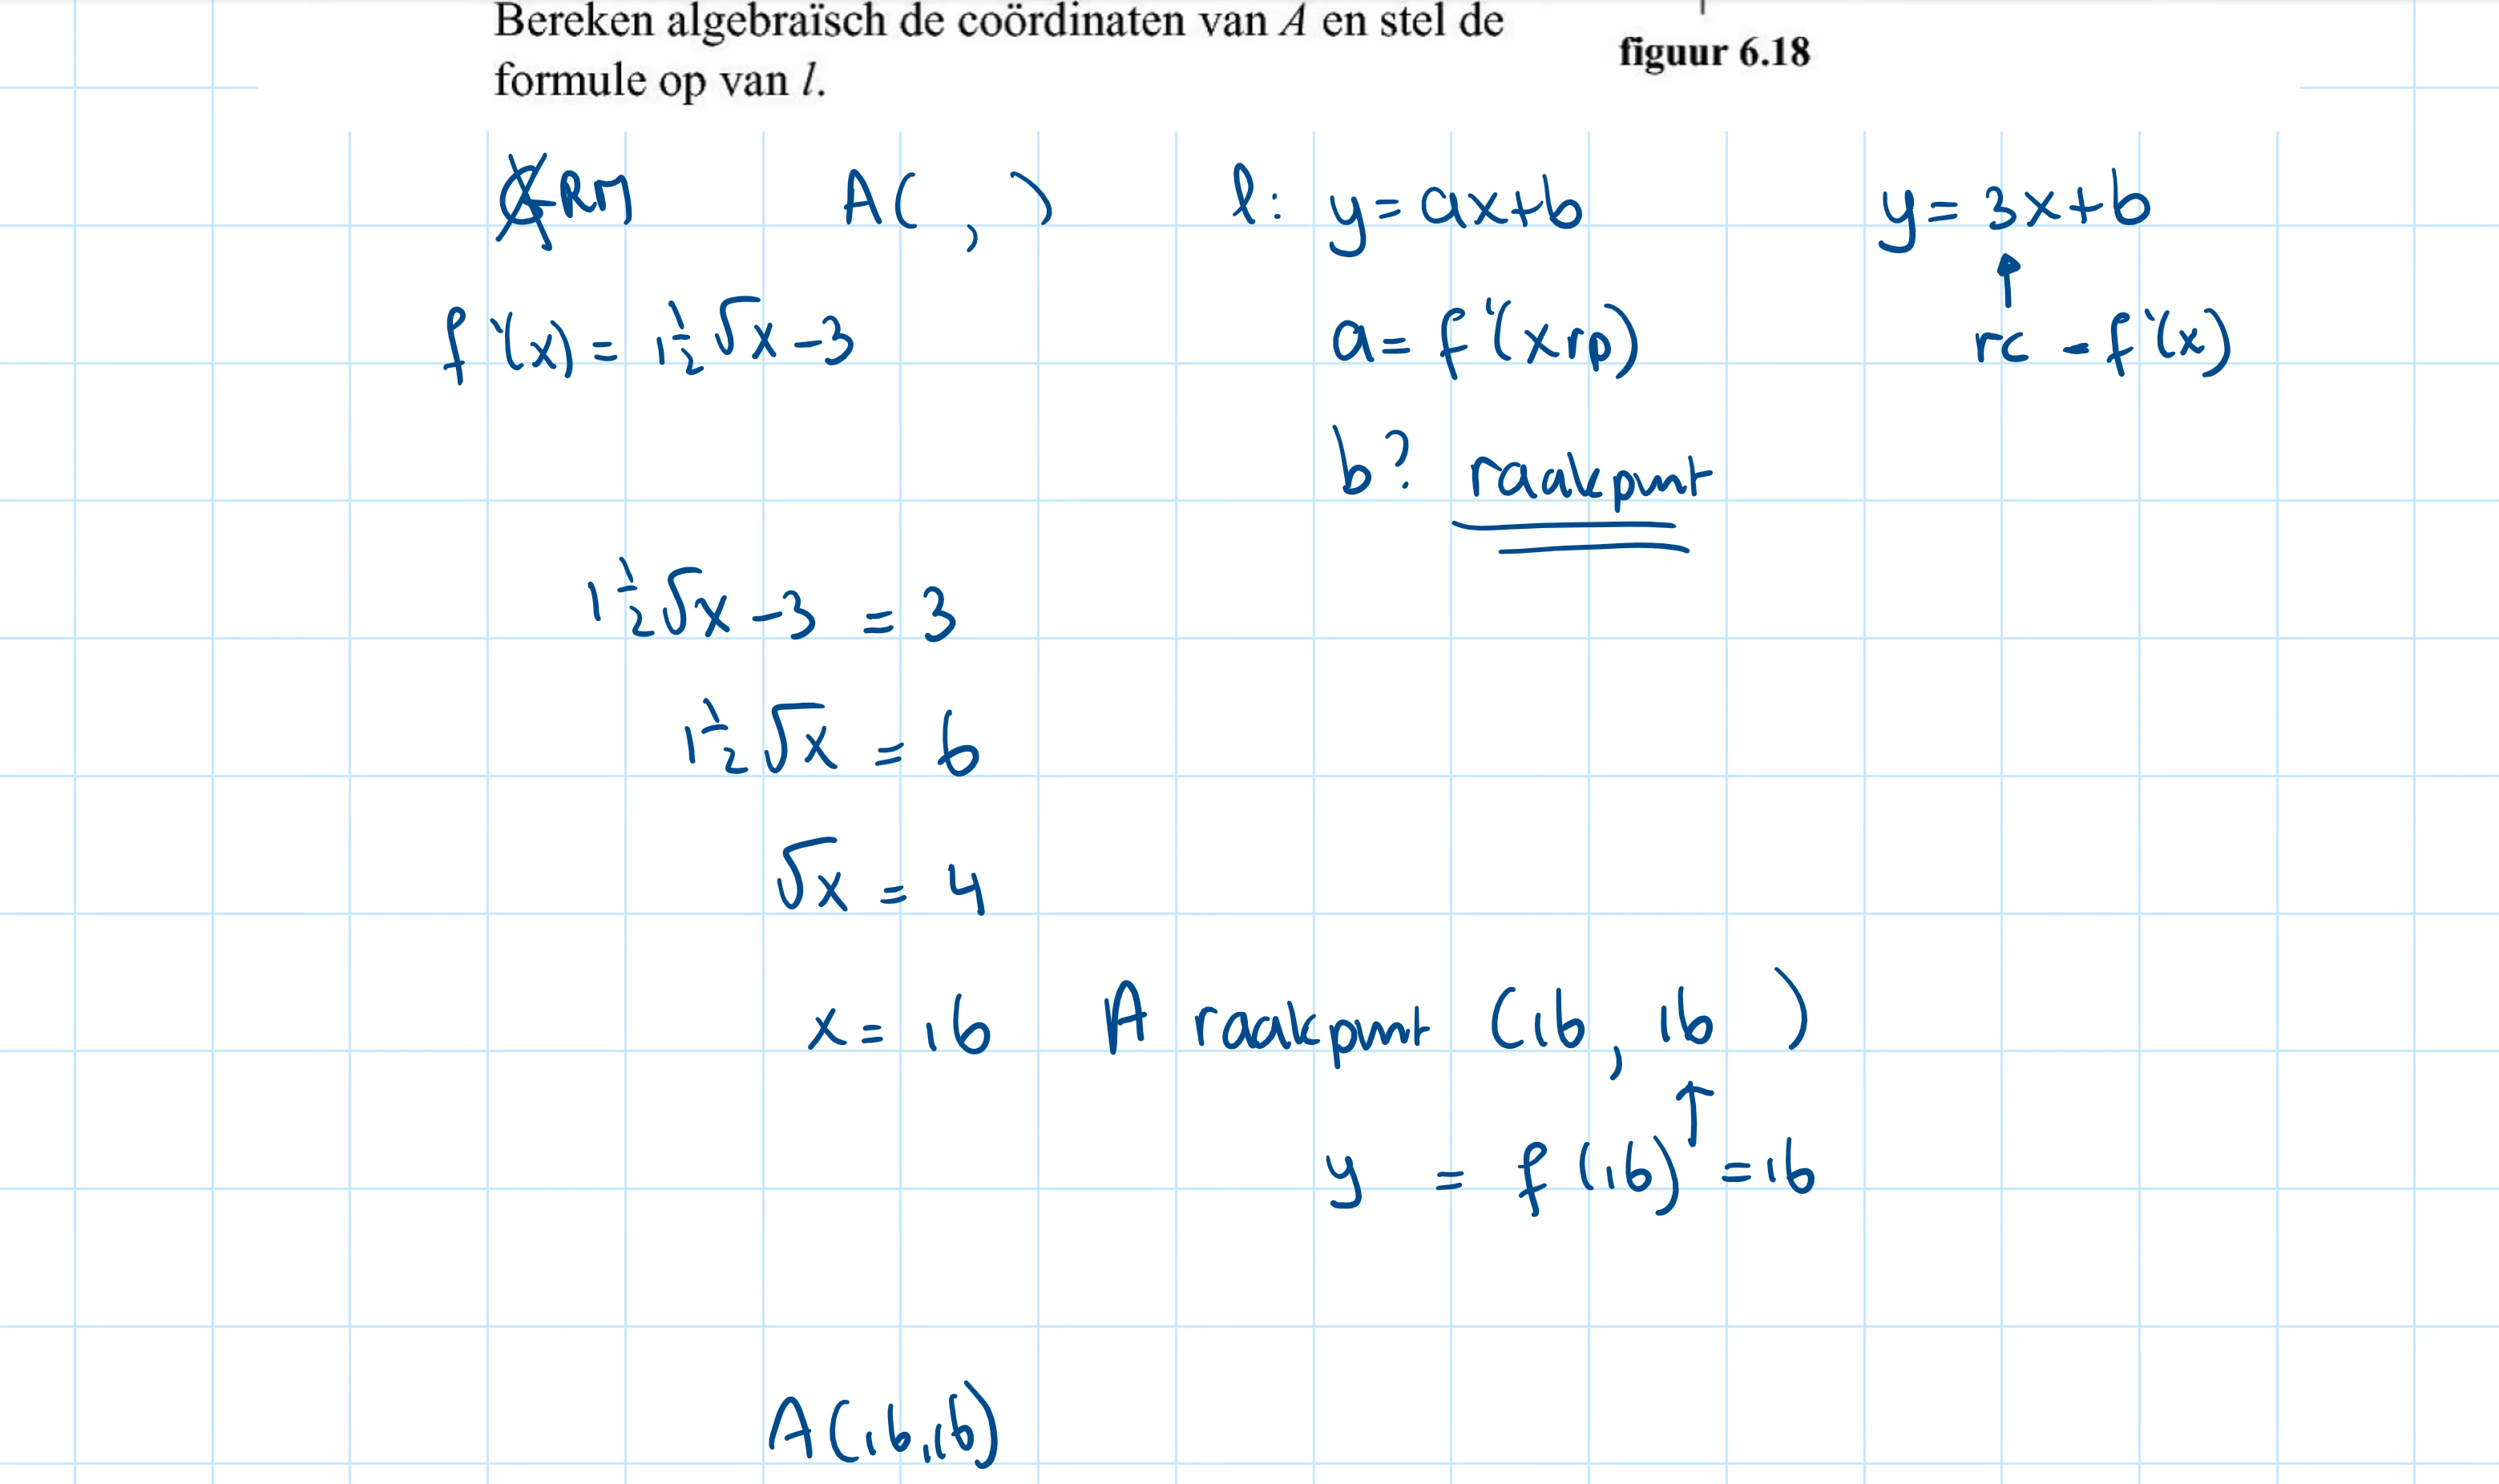 Bereken algebraïsch de coördinaten van A en stel de
formule op van l.
figuur 6.18
RM A( , ) l: y = ax+b y = 3x+b
f'(x) = 1½√x - 3 a = f'(xrp) rc = f'(x)
b? raakpunt
1½√x - 3 = 3
1½√x = 6
√x = 4
x = 16 A raakpunt (16, 16 )
y = f(16) = 16
A(16,16)